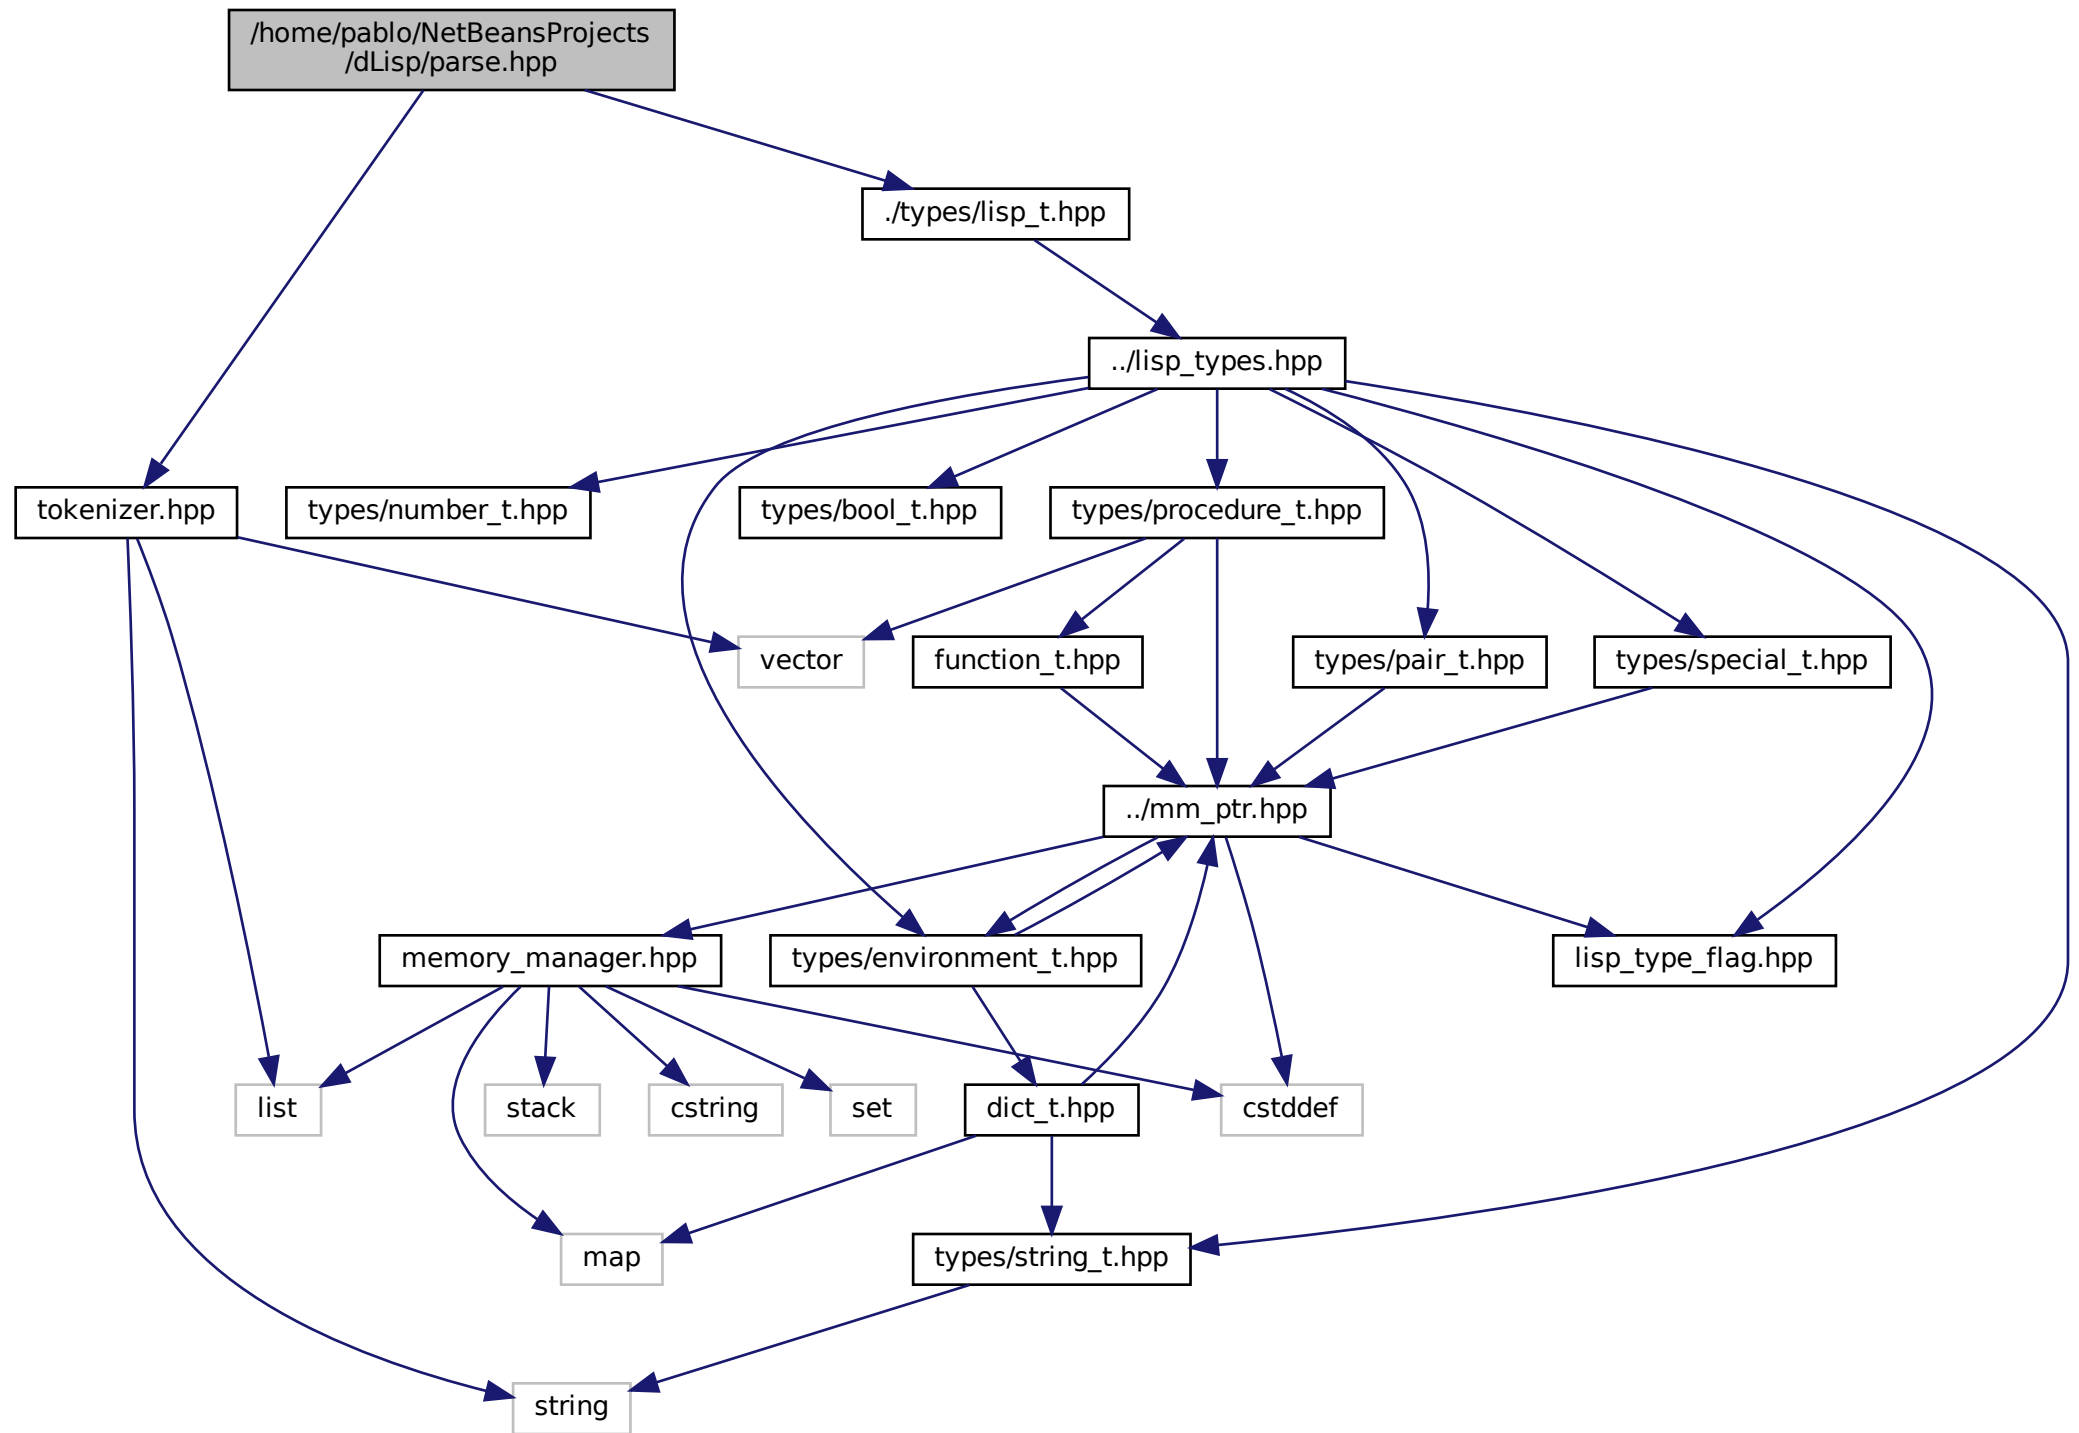 /home/pablo/NetBeansProjects
/dLisp/parse.hpp
./types/lisp_t.hpp
../lisp_types.hpp
tokenizer.hpp
types/number_t.hpp
types/bool_t.hpp
types/procedure_t.hpp
vector
function_t.hpp
types/pair_t.hpp
types/special_t.hpp
../mm_ptr.hpp
memory_manager.hpp
types/environment_t.hpp
lisp_type_flag.hpp
list
stack
cstring
set
dict_t.hpp
cstddef
map
types/string_t.hpp
string